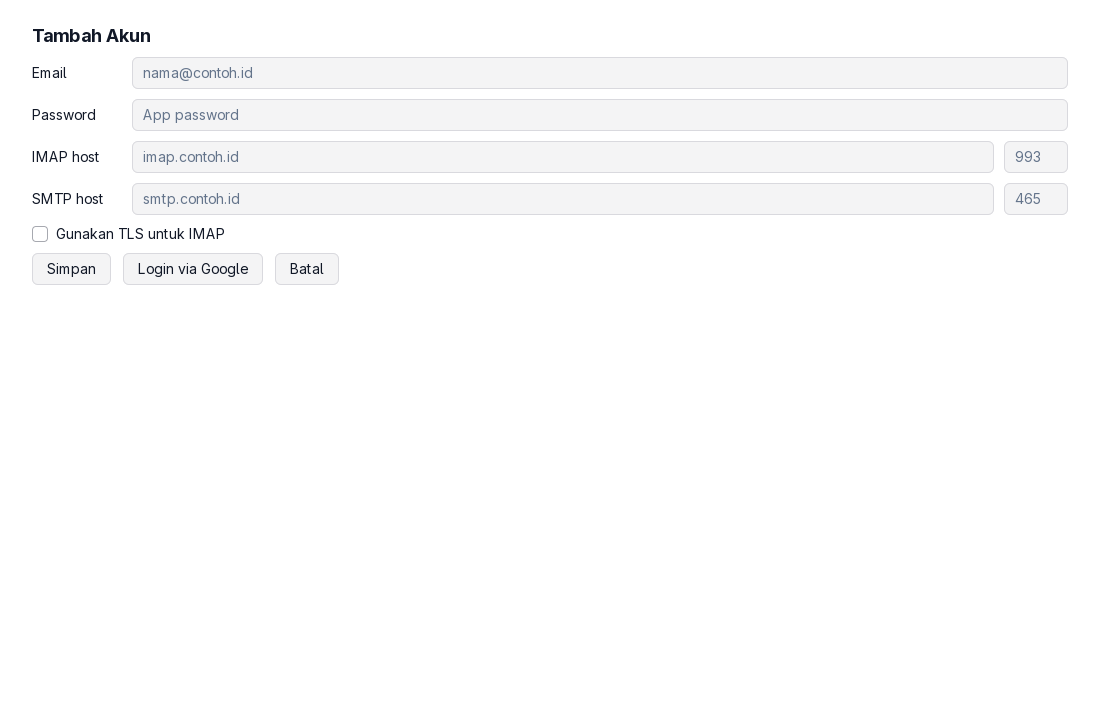 Tambah Akun
Email nama@contoh.id
Password App password
IMAP host imap.contoh.id 993
SMTP host smtp.contoh.id 465
Gunakan TLS untuk IMAP
Simpan Login via Google Batal